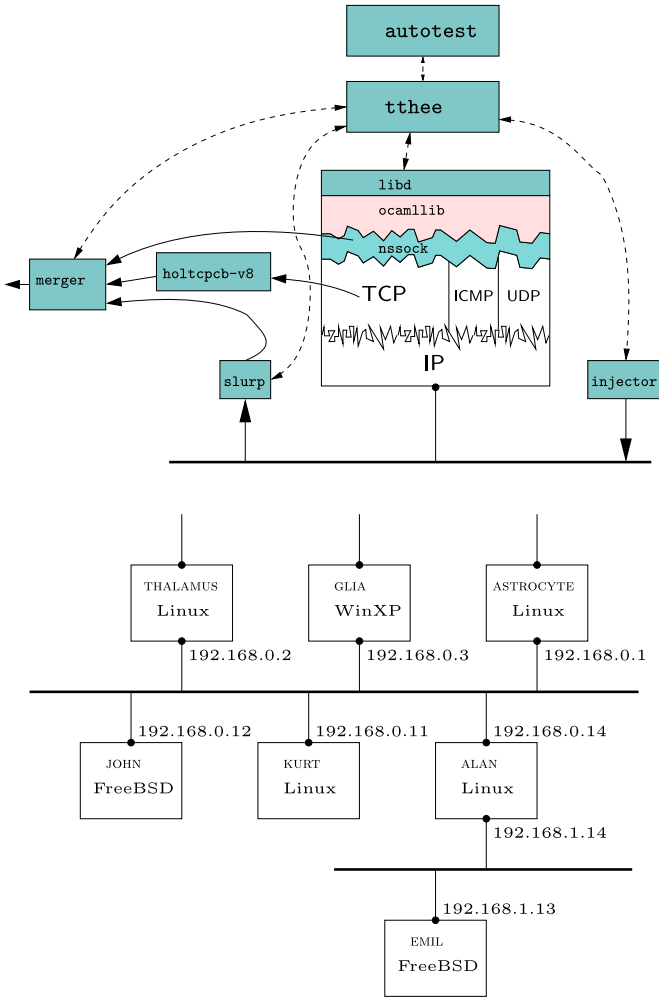 autotest
tthee
libd
ocamllib
nssock
merger
holtcpcb-v8
TCP
ICMP
UDP
IP
slurp
injector
THALAMUS
Linux
GLIA
WinXP
ASTROCYTE
Linux
192.168.0.2
192.168.0.3
192.168.0.1
192.168.0.12
192.168.0.11
192.168.0.14
JOHN
FreeBSD
KURT
Linux
ALAN
Linux
192.168.1.14
192.168.1.13
EMIL
FreeBSD